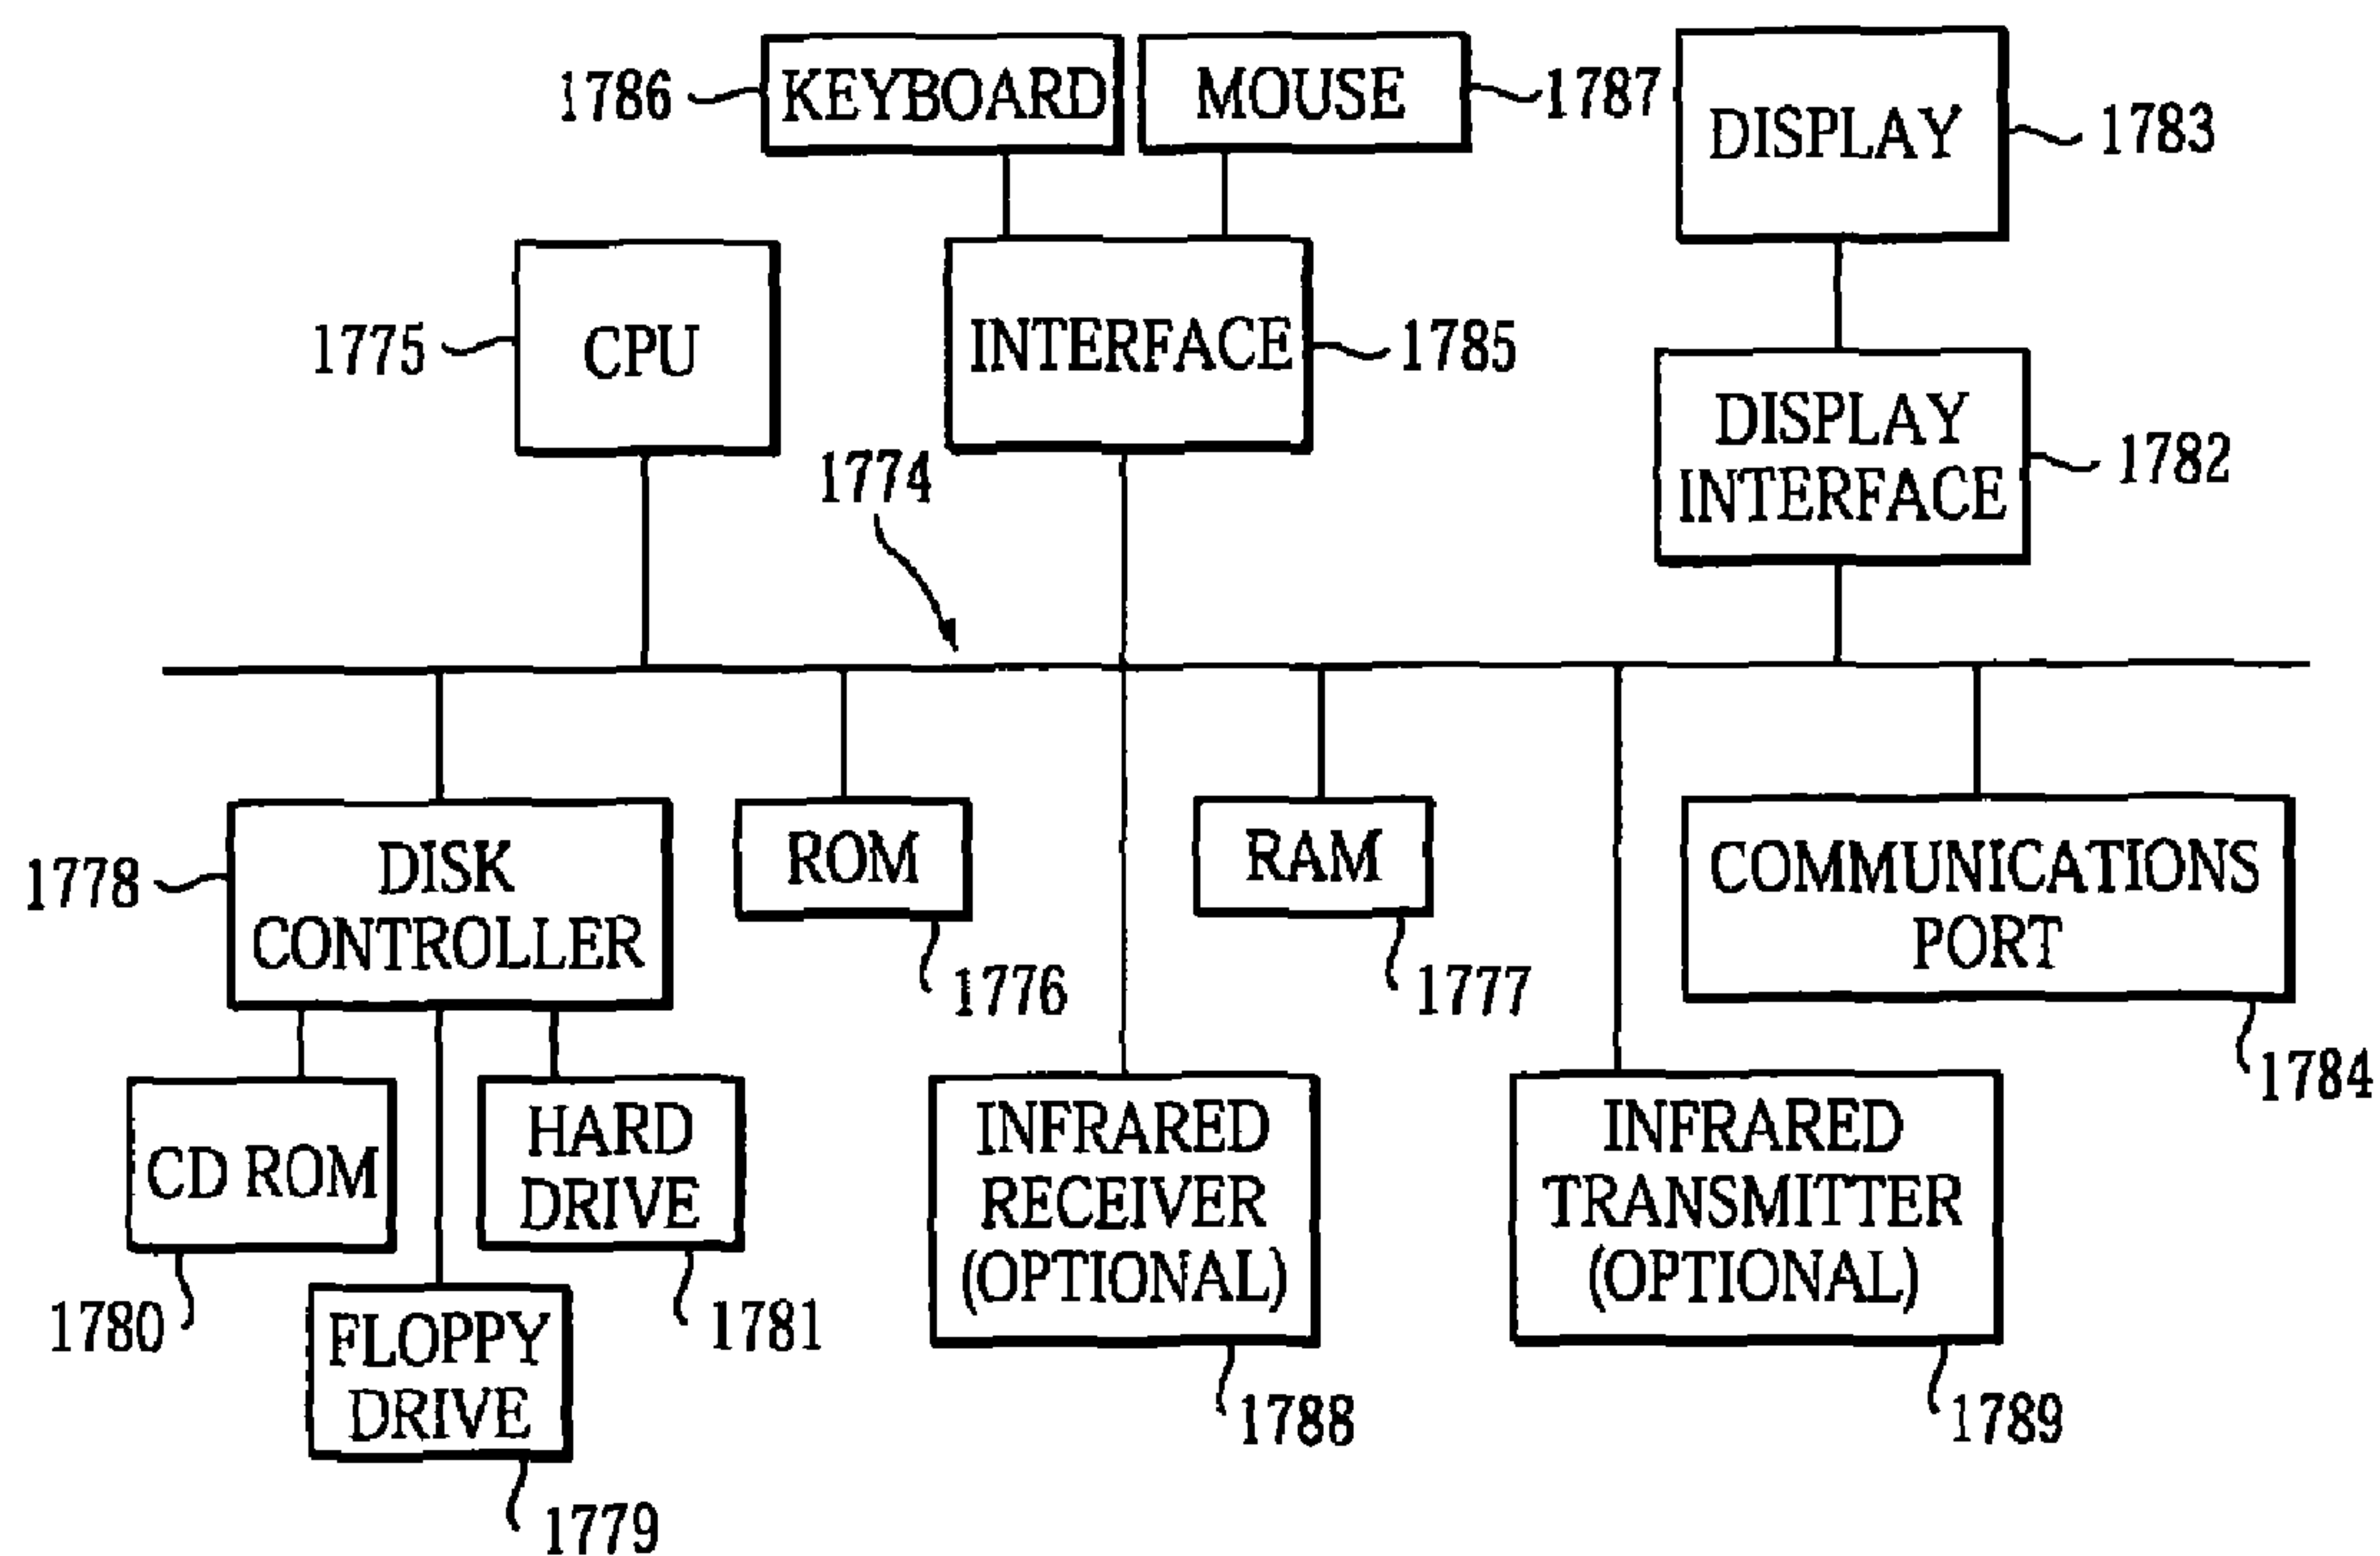 1786
KEYBOARD
MOUSE
1787
DISPLAY
1783
1775
CPU
INTERFACE
1785
DISPLAY
INTERFACE
1782
1774
1778
DISK
CONTROLLER
ROM
1776
RAM
1777
COMMUNICATIONS
PORT
1784
CD ROM
1780
HARD
DRIVE
1781
FLOPPY
DRIVE
1779
INFRARED
RECEIVER
(OPTIONAL)
1788
INFRARED
TRANSMITTER
(OPTIONAL)
1789